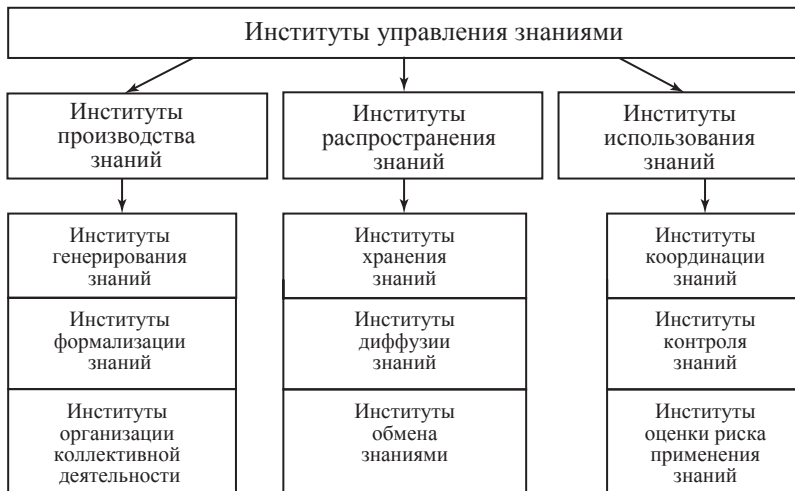 Институты управления знаниями
Институты
производства
знаний
Институты
распространения
знаний
Институты
использования
знаний
Институты
генерирования
знаний
Институты
хранения
знаний
Институты
координации
знаний
Институты
формализации
знаний
Институты
диффузии
знаний
Институты
контроля
знаний
Институты
организации
коллективной
деятельности
Институты
обмена
знаниями
Институты
оценки риска
применения
знаний